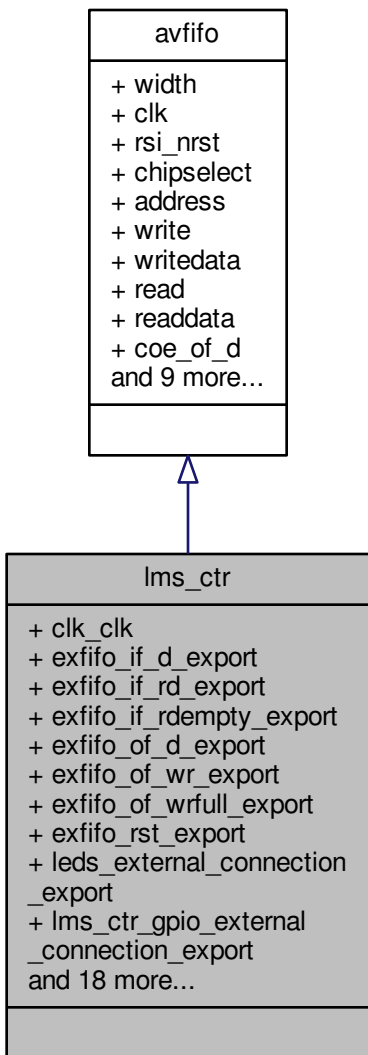 avfifo
+ width
+ clk
+ rsi_nrst
+ chipselect
+ address
+ write
+ writedata
+ read
+ readdata
+ coe_of_d
and 9 more...
lms_ctr
+ clk_clk
+ exfifo_if_d_export
+ exfifo_if_rd_export
+ exfifo_if_rdempty_export
+ exfifo_of_d_export
+ exfifo_of_wr_export
+ exfifo_of_wrfull_export
+ exfifo_rst_export
+ leds_external_connection
_export
+ lms_ctr_gpio_external
_connection_export
and 18 more...